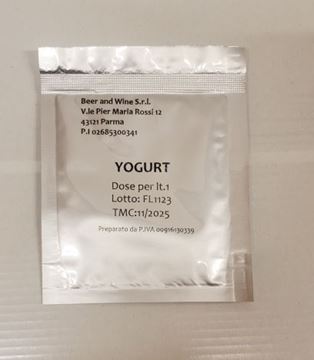 Beer and Wine S.r.l.
V.le Pier Maria Rossi 12
43121 Parma
P.I 02685300341
YOGURT
Dose per lt.1
Lotto: FL1123
TMC:11/2025
Preparato da P.IVA 00916130339